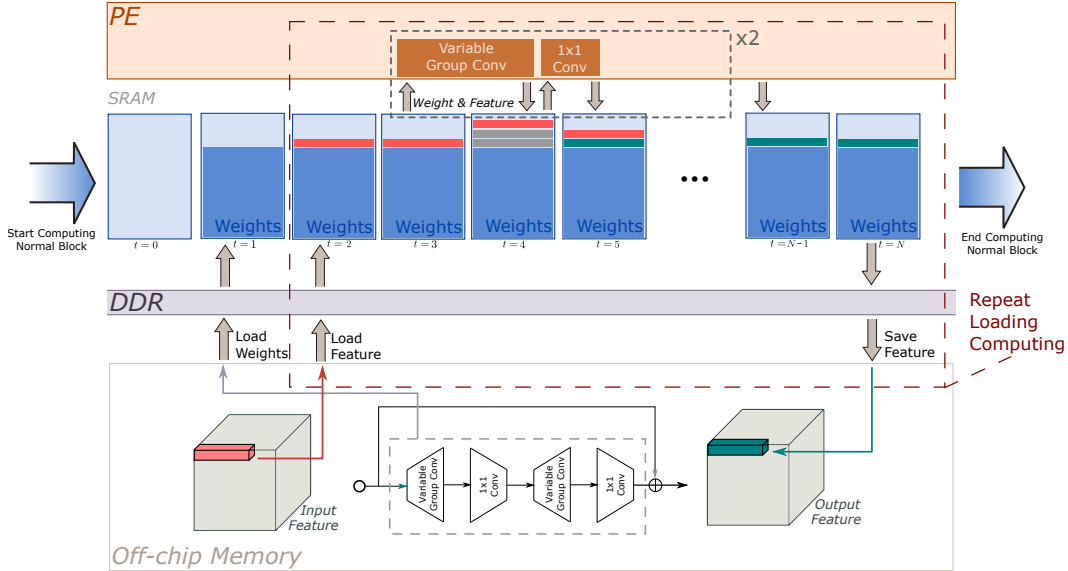 PE
x2
Variable
Group Conv
1x1
Conv
SRAM
Weight & Feature
Weights
Weights
Weights
Weights
Weights
...
Weights
Weights
t = 0
t = 1
t = 2
t = 3
t = 4
t = 5
t = N - 1
t = N
Start Computing
Normal Block
End Computing
Normal Block
DDR
Repeat
Loading
Computing
Load
Weights
Load
Feature
Save
Feature
Variable
Group Conv
1x1
Conv
Variable
Group Conv
1x1
Conv
Input
Feature
Output
Feature
Off-chip Memory